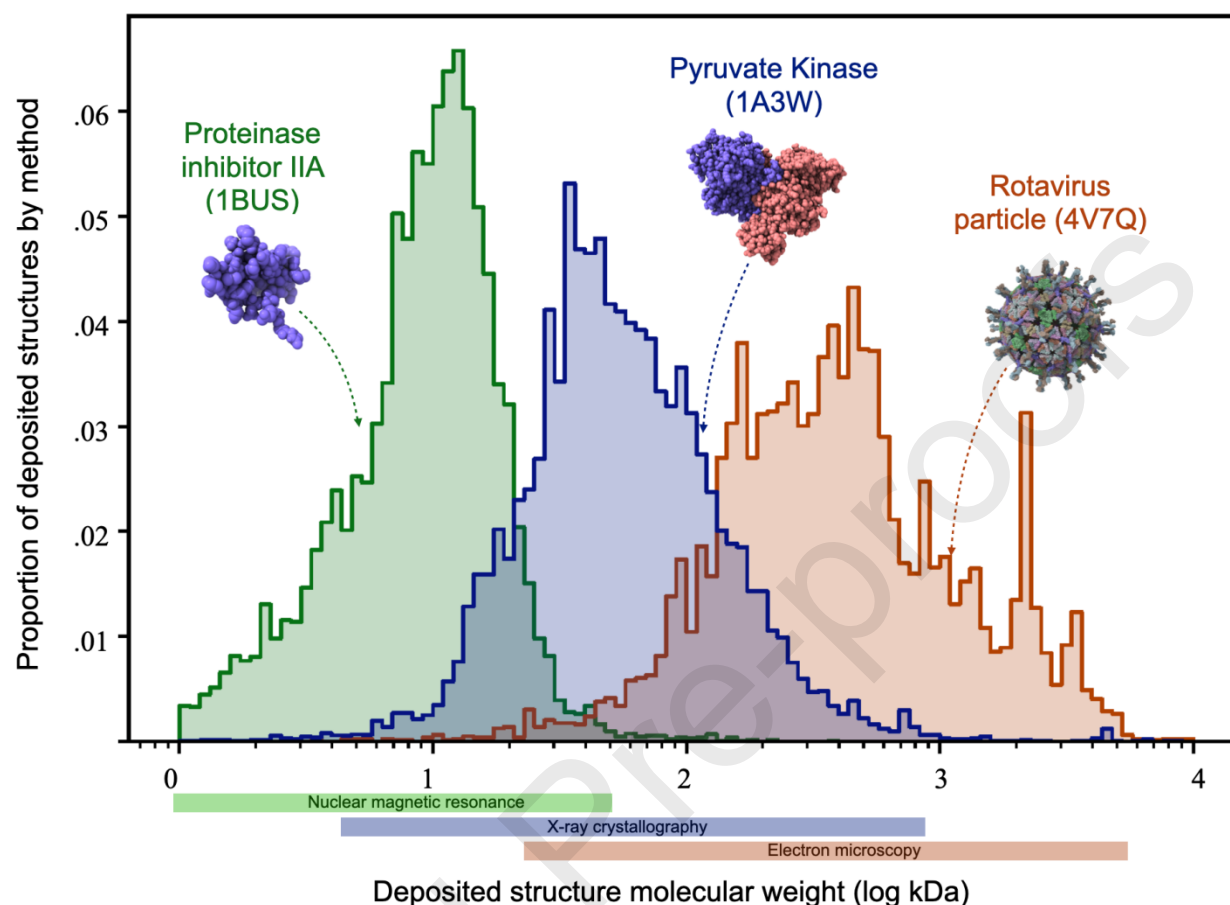 Proportion of deposited structures by method
.06
.05
.04
.03
.02
.01
Proteinase
inhibitor IIA
(1BUS)
Pyruvate Kinase
(1A3W)
Rotavirus
particle (4V7Q)
Pre-proofs
0 1 2 3 4
Nuclear magnetic resonance
X-ray crystallography
Electron microscopy
Deposited structure molecular weight (log kDa)